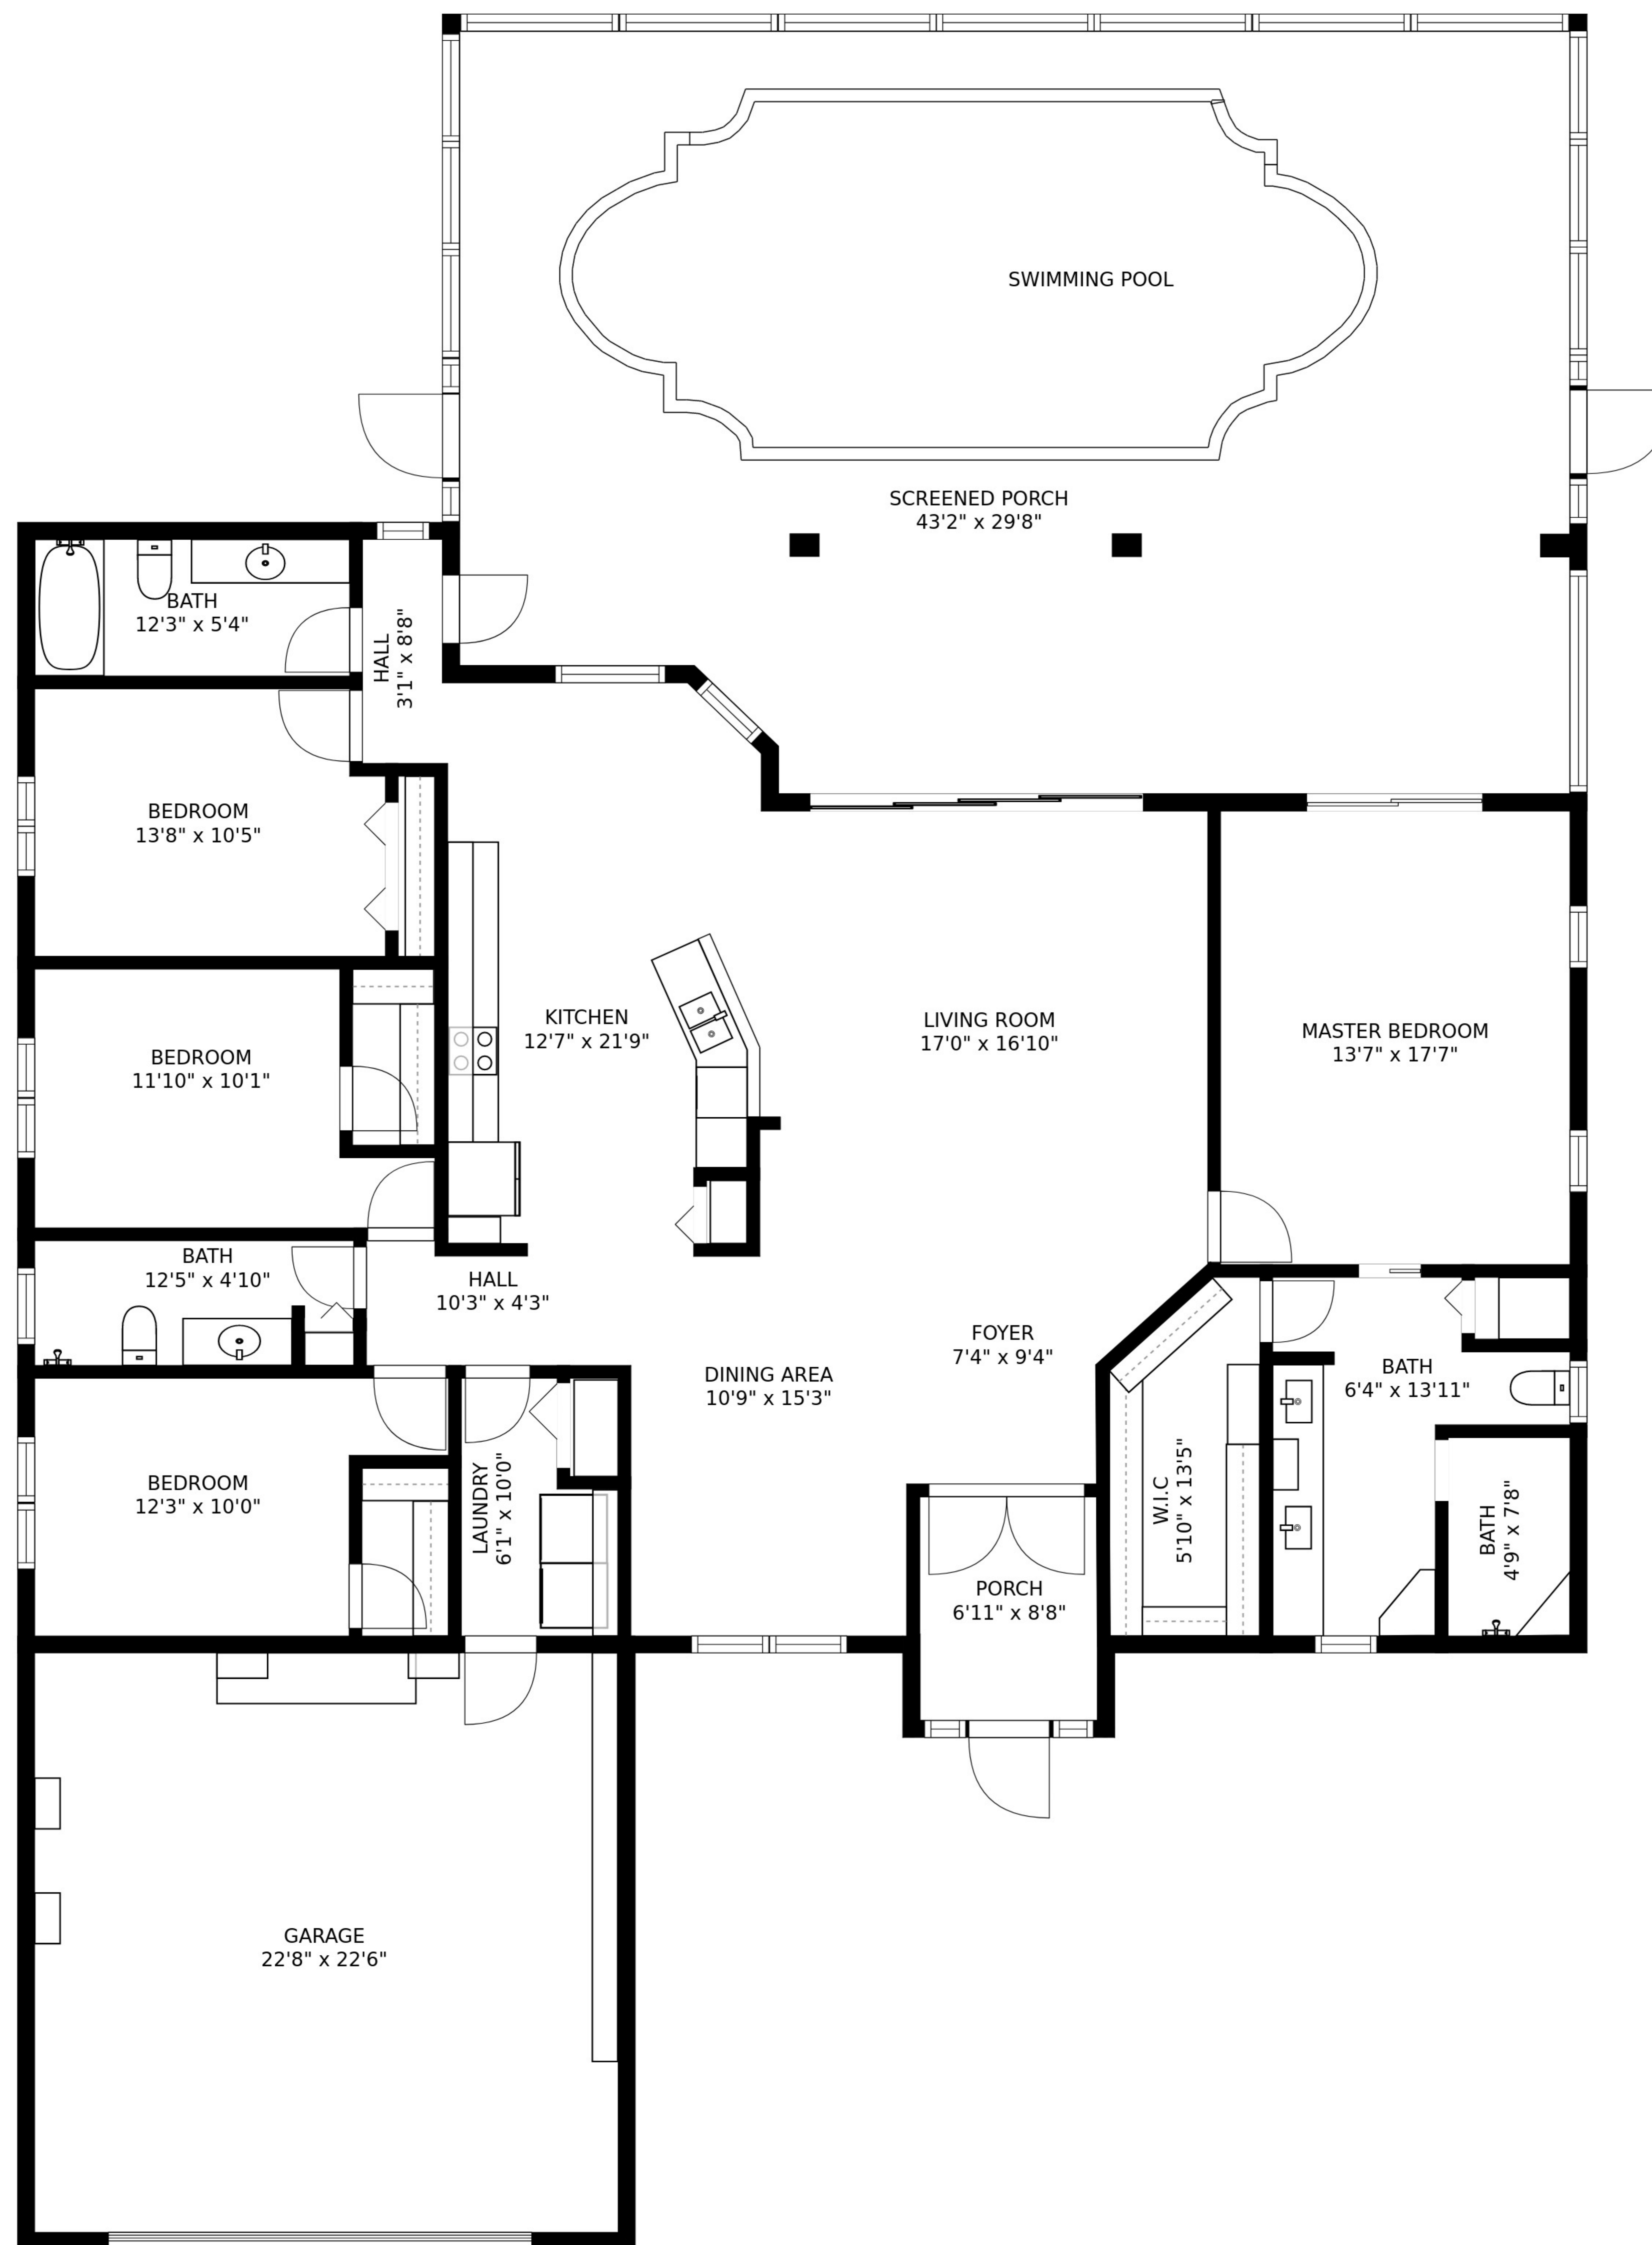 SWIMMING POOL
SCREENED PORCH
43'2" x 29'8"
BATH
12'3" x 5'4"
HALL
3'1" x 8'8"
BEDROOM
13'8" x 10'5"
KITCHEN
12'7" x 21'9"
LIVING ROOM
17'0" x 16'10"
MASTER BEDROOM
13'7" x 17'7"
BEDROOM
11'10" x 10'1"
BATH
12'5" x 4'10"
HALL
10'3" x 4'3"
FOYER
7'4" x 9'4"
DINING AREA
10'9" x 15'3"
BATH
6'4" x 13'11"
BEDROOM
12'3" x 10'0"
LAUNDRY
6'1" x 10'0"
W.I.C
5'10" x 13'5"
BATH
4'9" x 7'8"
PORCH
6'11" x 8'8"
GARAGE
22'8" x 22'6"